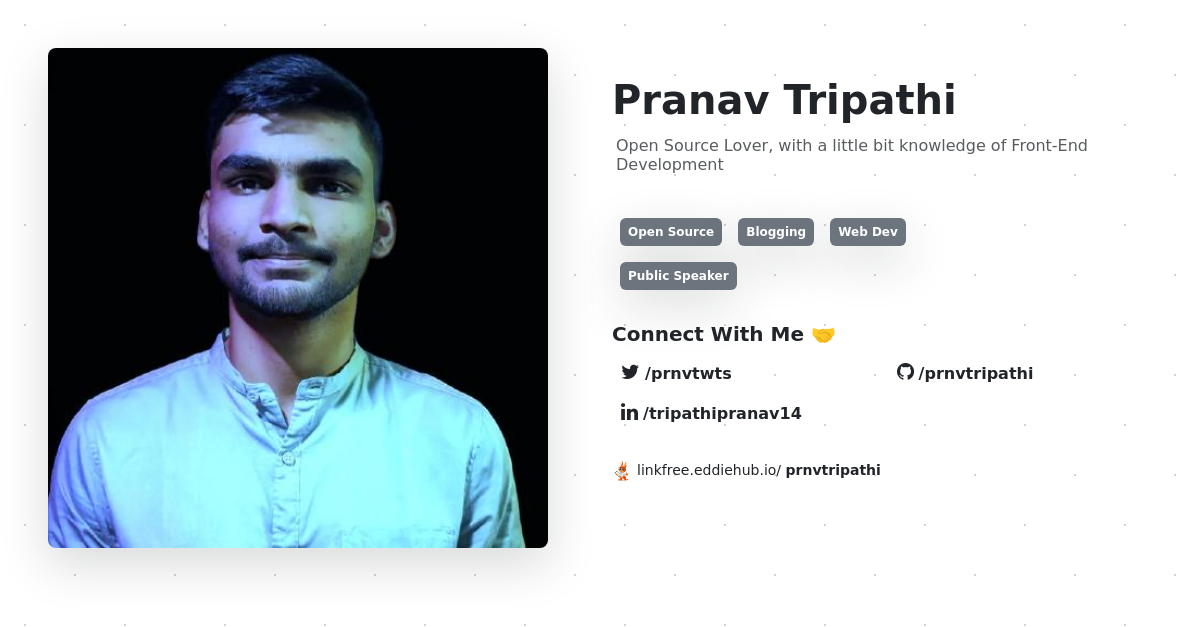 Pranav Tripathi
Open Source Lover, with a little bit knowledge of Front-End
Development
Open Source Blogging Web Dev
Public Speaker
Connect With Me 🤝
/prnvtwts /prnvtripathi
/tripathipranav14
linkfree.eddiehub.io/ prnvtripathi